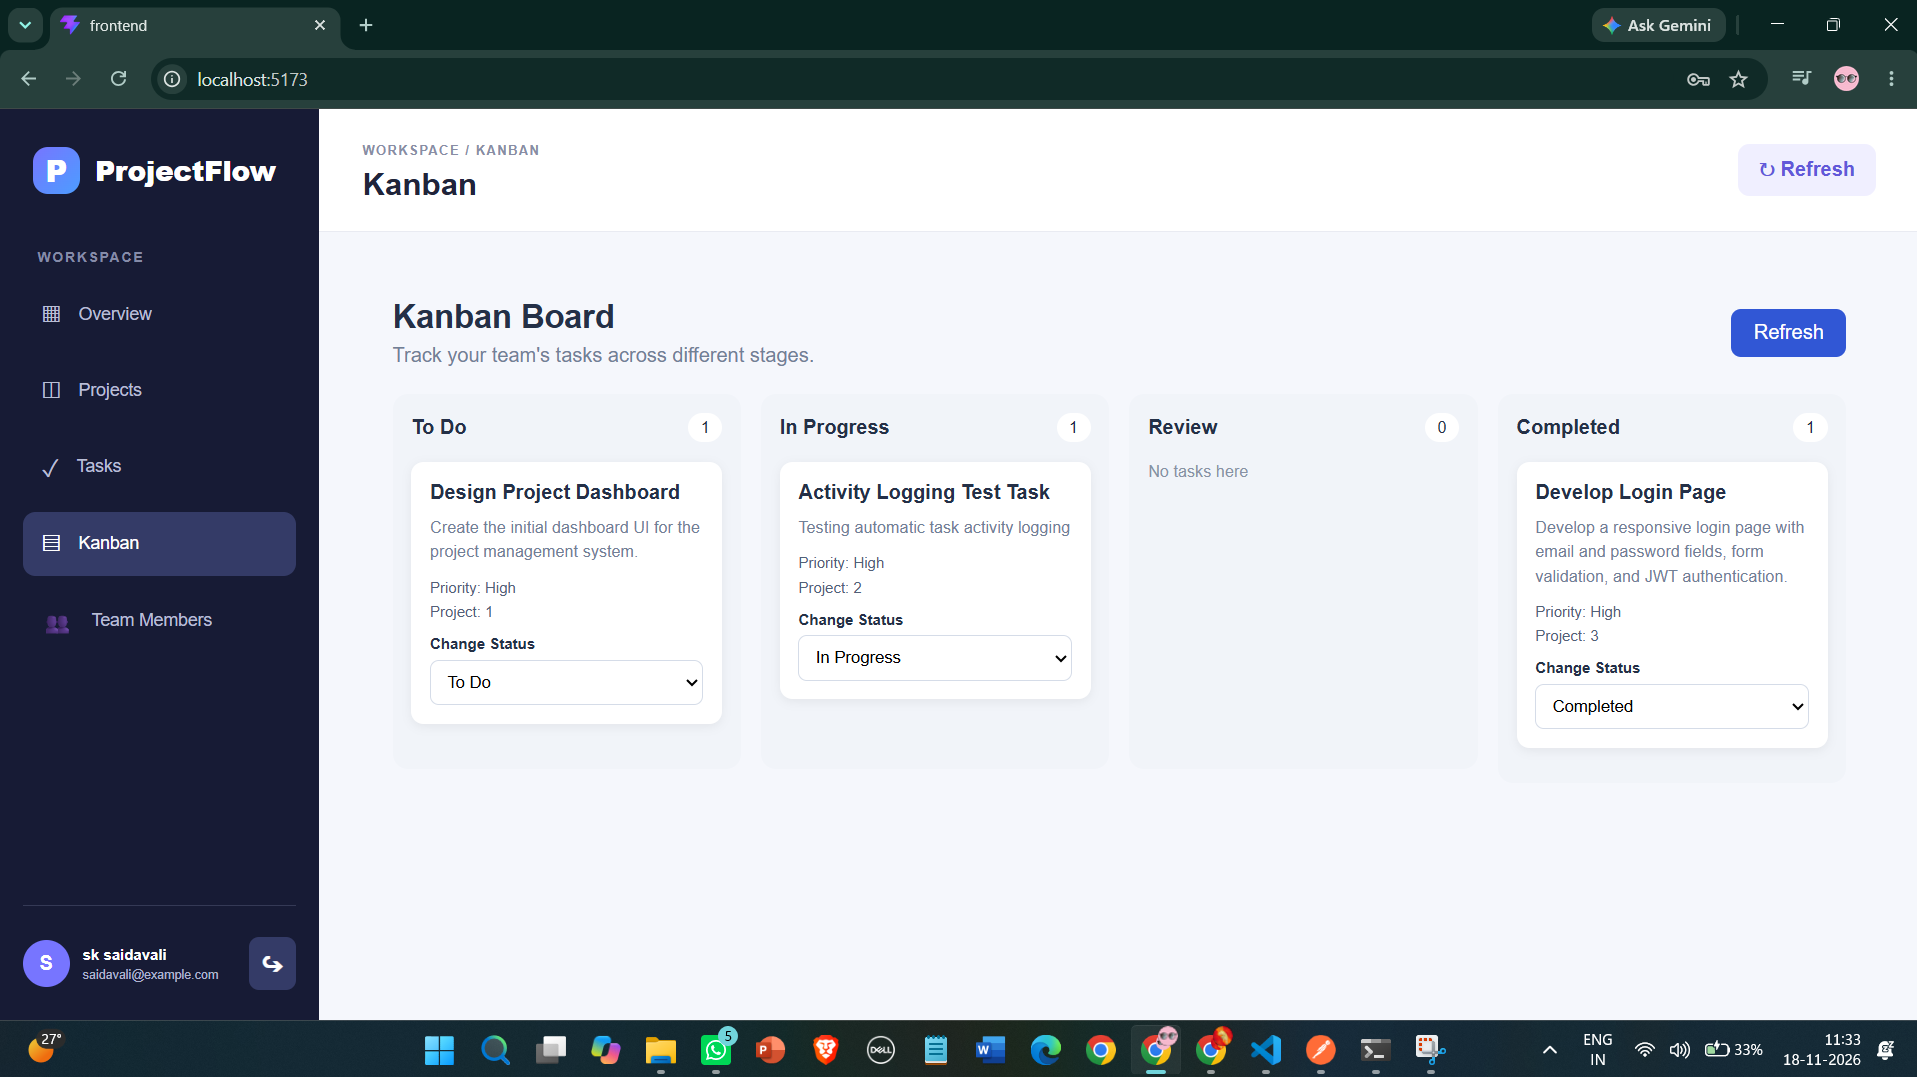 frontend
Ask Gemini
localhost:5173
P ProjectFlow
WORKSPACE
Overview
Projects
Tasks
Kanban
Team Members
S
sk saidavali
saidavali@example.com
WORKSPACE / KANBAN
Kanban
↻ Refresh
Kanban Board
Track your team's tasks across different stages.
Refresh
To Do 1
Design Project Dashboard
Create the initial dashboard UI for the
project management system.
Priority: High
Project: 1
Change Status
To Do
In Progress 1
Activity Logging Test Task
Testing automatic task activity logging
Priority: High
Project: 2
Change Status
In Progress
Review 0
No tasks here
Completed 1
Develop Login Page
Develop a responsive login page with
email and password fields, form
validation, and JWT authentication.
Priority: High
Project: 3
Change Status
Completed
27°
5
P
DELL
W
ENG
IN
33%
11:33
18-11-2026